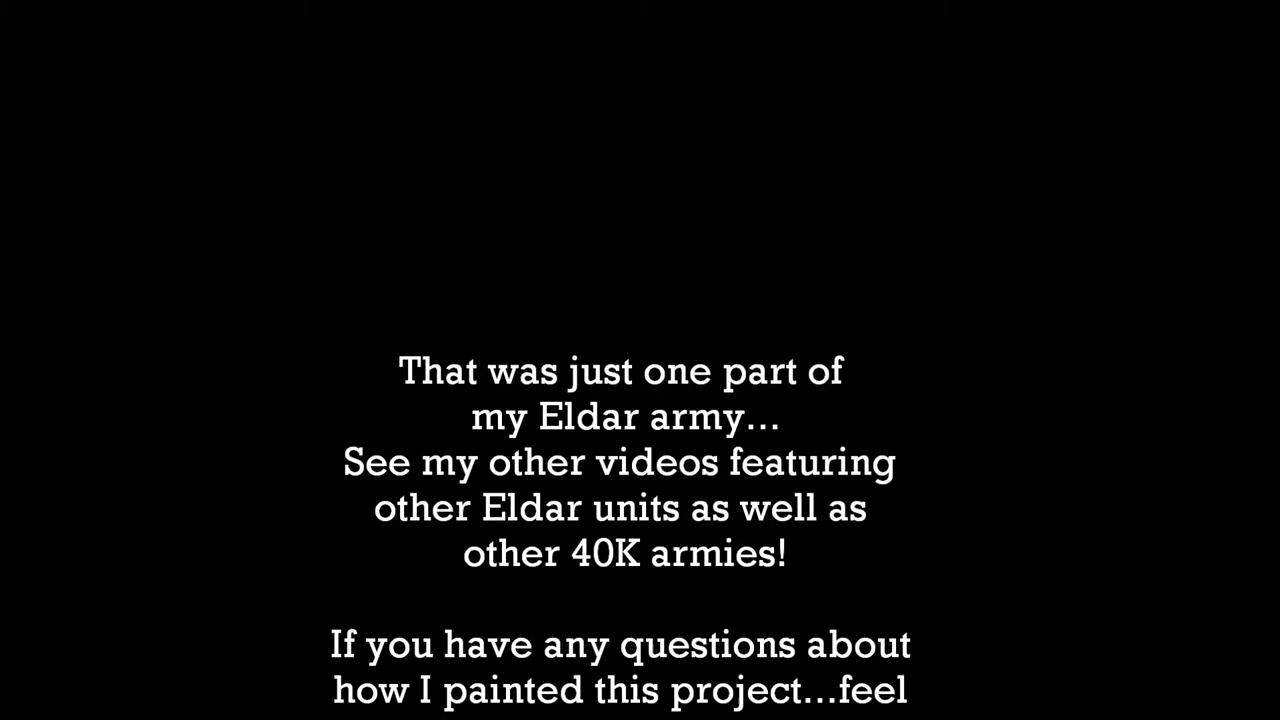 That was just one part of
my Eldar army...
See my other videos featuring
other Eldar units as well as
other 40K armies!
If you have any questions about
how I painted this project...feel